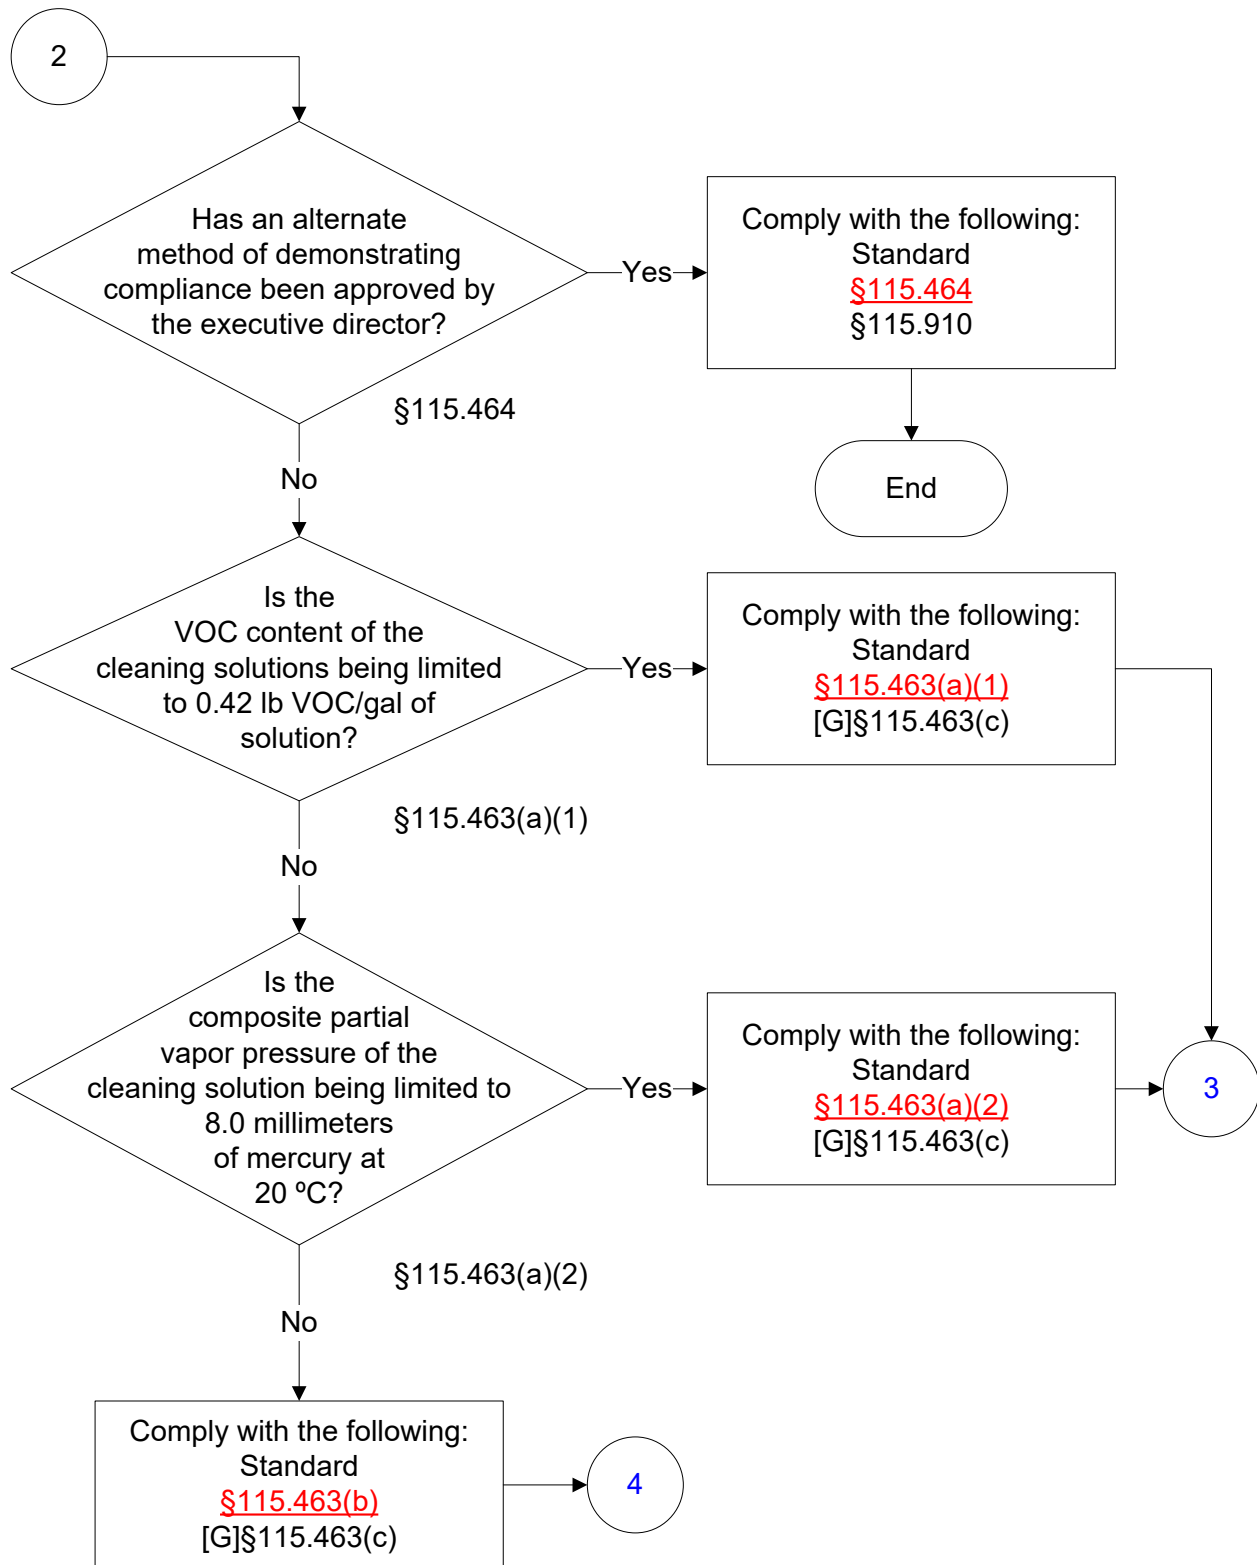 2
Has an alternate
method of demonstrating
compliance been approved by
the executive director?
Yes
Comply with the following:
Standard
§115.464
§115.910
§115.464
No
End
Is the
VOC content of the
cleaning solutions being limited
to 0.42 lb VOC/gal of
solution?
Yes
Comply with the following:
Standard
§115.463(a)(1)
[G]§115.463(c)
§115.463(a)(1)
No
Is the
composite partial
vapor pressure of the
cleaning solution being limited to
8.0 millimeters
of mercury at
20 ºC?
Yes
Comply with the following:
Standard
§115.463(a)(2)
[G]§115.463(c)
3
§115.463(a)(2)
No
Comply with the following:
Standard
§115.463(b)
[G]§115.463(c)
4